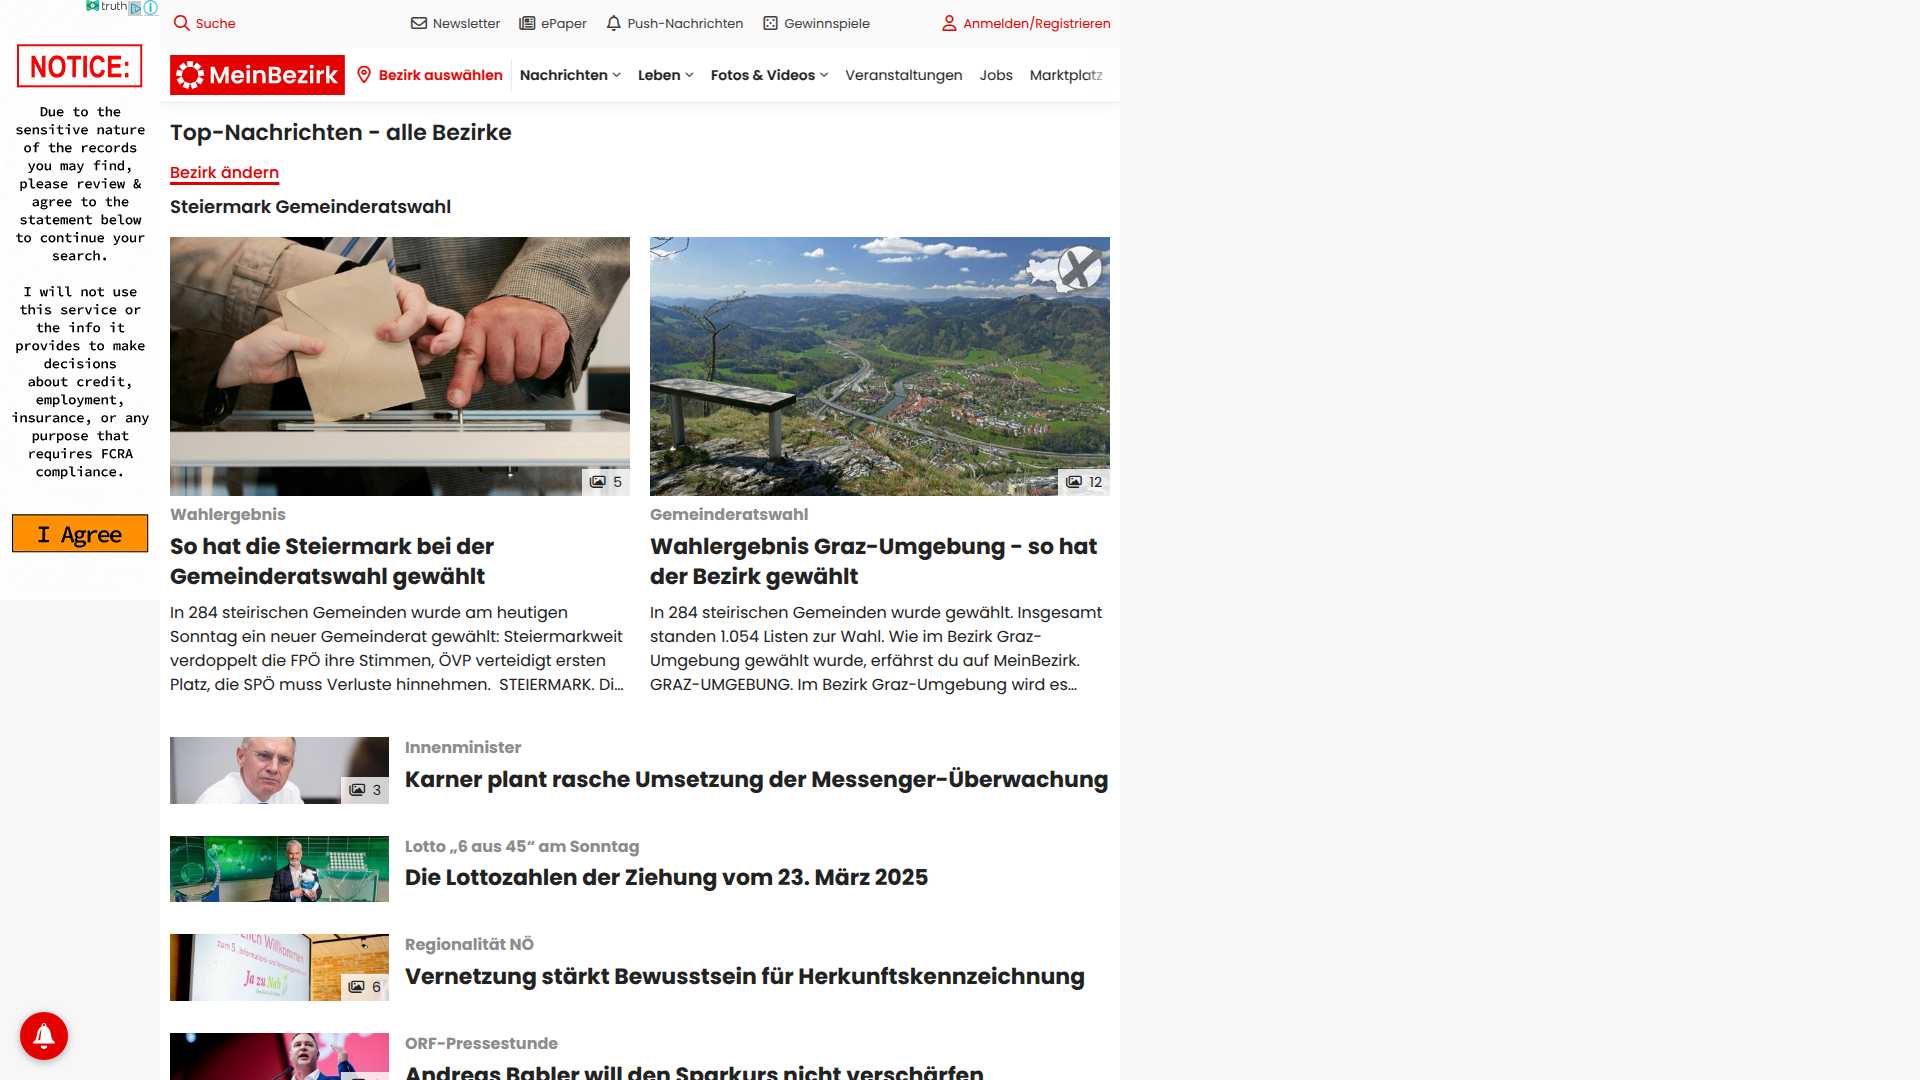 truth
NOTICE:
Due to the
sensitive nature
of the records
you may find,
please review &
agree to the
statement below
to continue your
search.
I will not use
this service or
the info it
provides to make
decisions
about credit,
employment,
insurance, or any
purpose that
requires FCRA
compliance.
I Agree
Suche
Newsletter
ePaper
Push-Nachrichten
Gewinnspiele
Anmelden/Registrieren
MeinBezirk
Bezirk auswählen
Nachrichten
Leben
Fotos & Videos
Veranstaltungen
Jobs
Marktplatz
Top-Nachrichten - alle Bezirke
Bezirk ändern
Steiermark Gemeinderatswahl
5
Wahlergebnis
So hat die Steiermark bei der
Gemeinderatswahl gewählt
In 284 steirischen Gemeinden wurde am heutigen
Sonntag ein neuer Gemeinderat gewählt: Steiermarkweit
verdoppelt die FPÖ ihre Stimmen, ÖVP verteidigt ersten
Platz, die SPÖ muss Verluste hinnehmen. STEIERMARK. Di...
12
Gemeinderatswahl
Wahlergebnis Graz-Umgebung - so hat
der Bezirk gewählt
In 284 steirischen Gemeinden wurde gewählt. Insgesamt
standen 1.054 Listen zur Wahl. Wie im Bezirk Graz-
Umgebung gewählt wurde, erfährst du auf MeinBezirk.
GRAZ-UMGEBUNG. Im Bezirk Graz-Umgebung wird es...
3
Innenminister
Karner plant rasche Umsetzung der Messenger-Überwachung
Lotto „6 aus 45“ am Sonntag
Die Lottozahlen der Ziehung vom 23. März 2025
Willkommen
Ja zu Nah
6
Regionalität NÖ
Vernetzung stärkt Bewusstsein für Herkunftskennzeichnung
ORF-Pressestunde
Andreas Babler will den Sparkurs nicht verschärfen